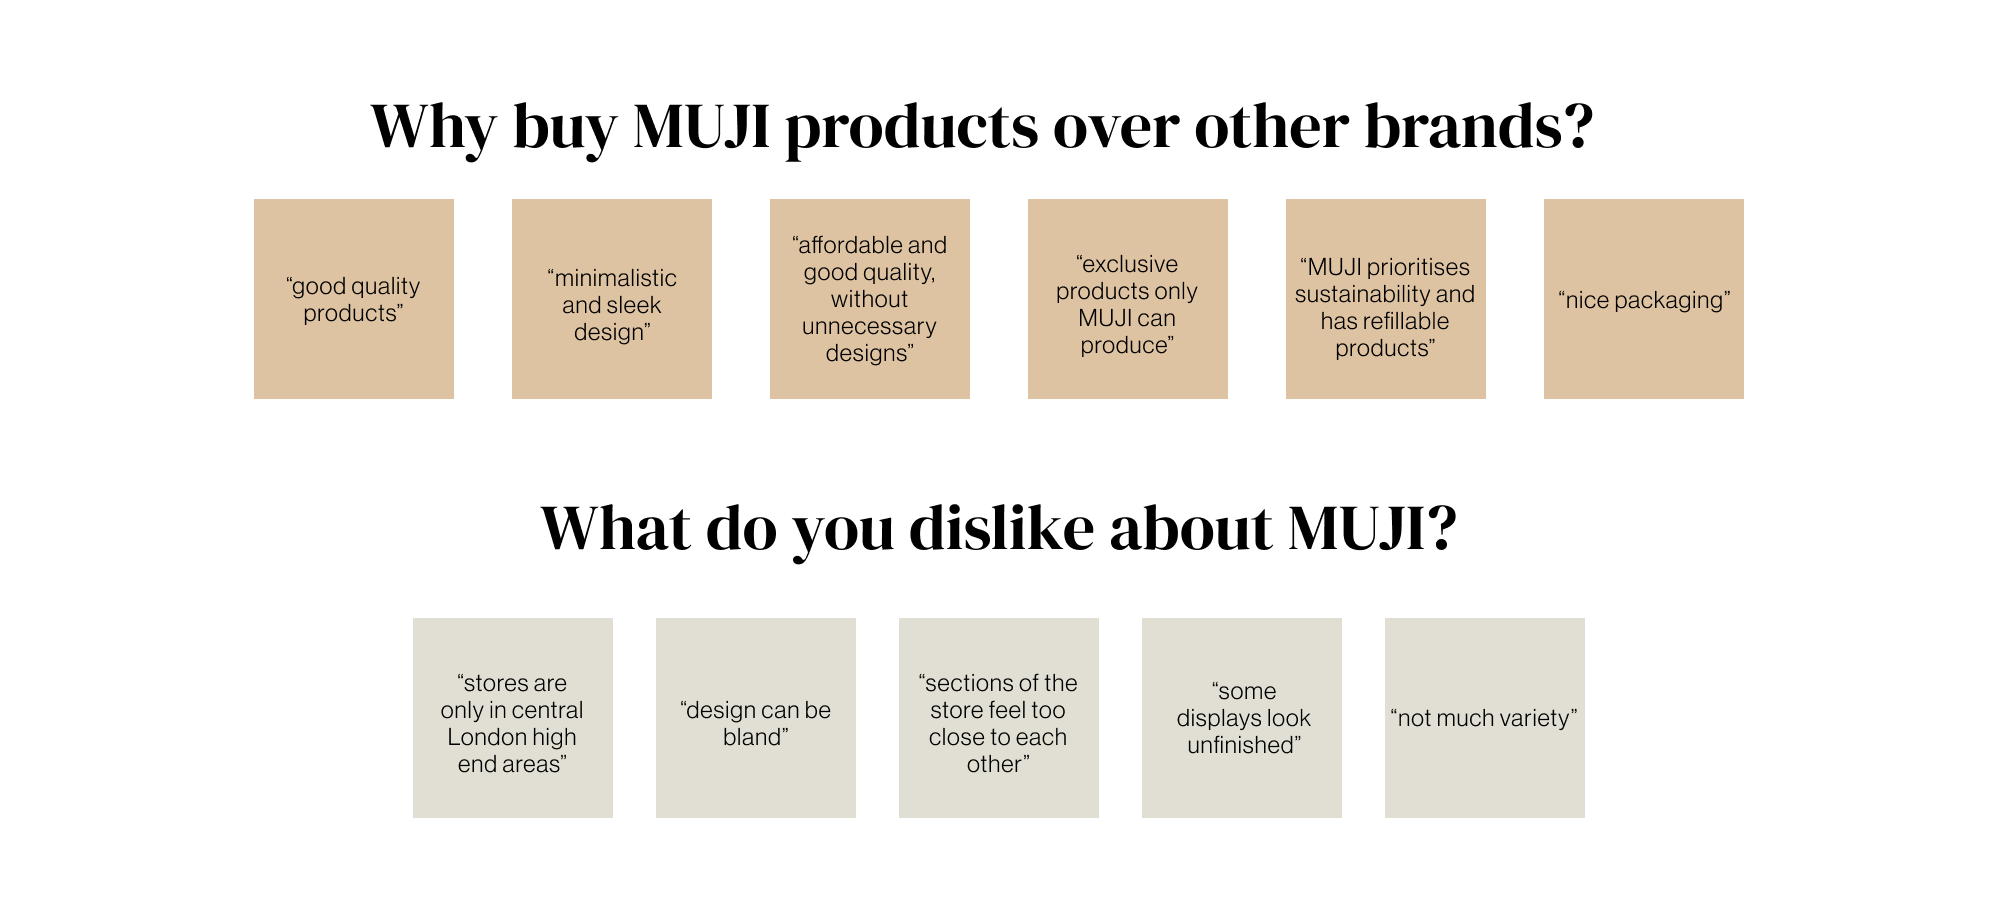 Why buy MUJI products over other brands?
“good quality
products”
“minimalistic
and sleek
design”
“affordable and
good quality,
without
unnecessary
designs”
“exclusive
products only
MUJI can
produce”
“MUJI prioritises
sustainability and
has refillable
products”
“nice packaging”
What do you dislike about MUJI?
“stores are
only in central
London high
end areas”
“design can be
bland”
“sections of the
store feel too
close to each
other”
“some
displays look
unfinished”
“not much variety”